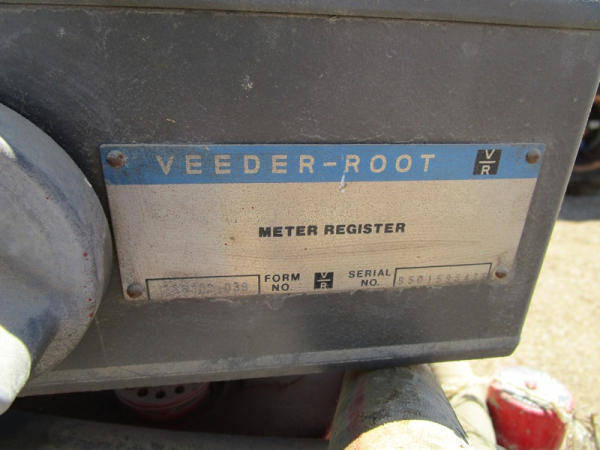 VEEDER-ROOT V/R
METER REGISTER
FORM NO. V/R SERIAL NO.